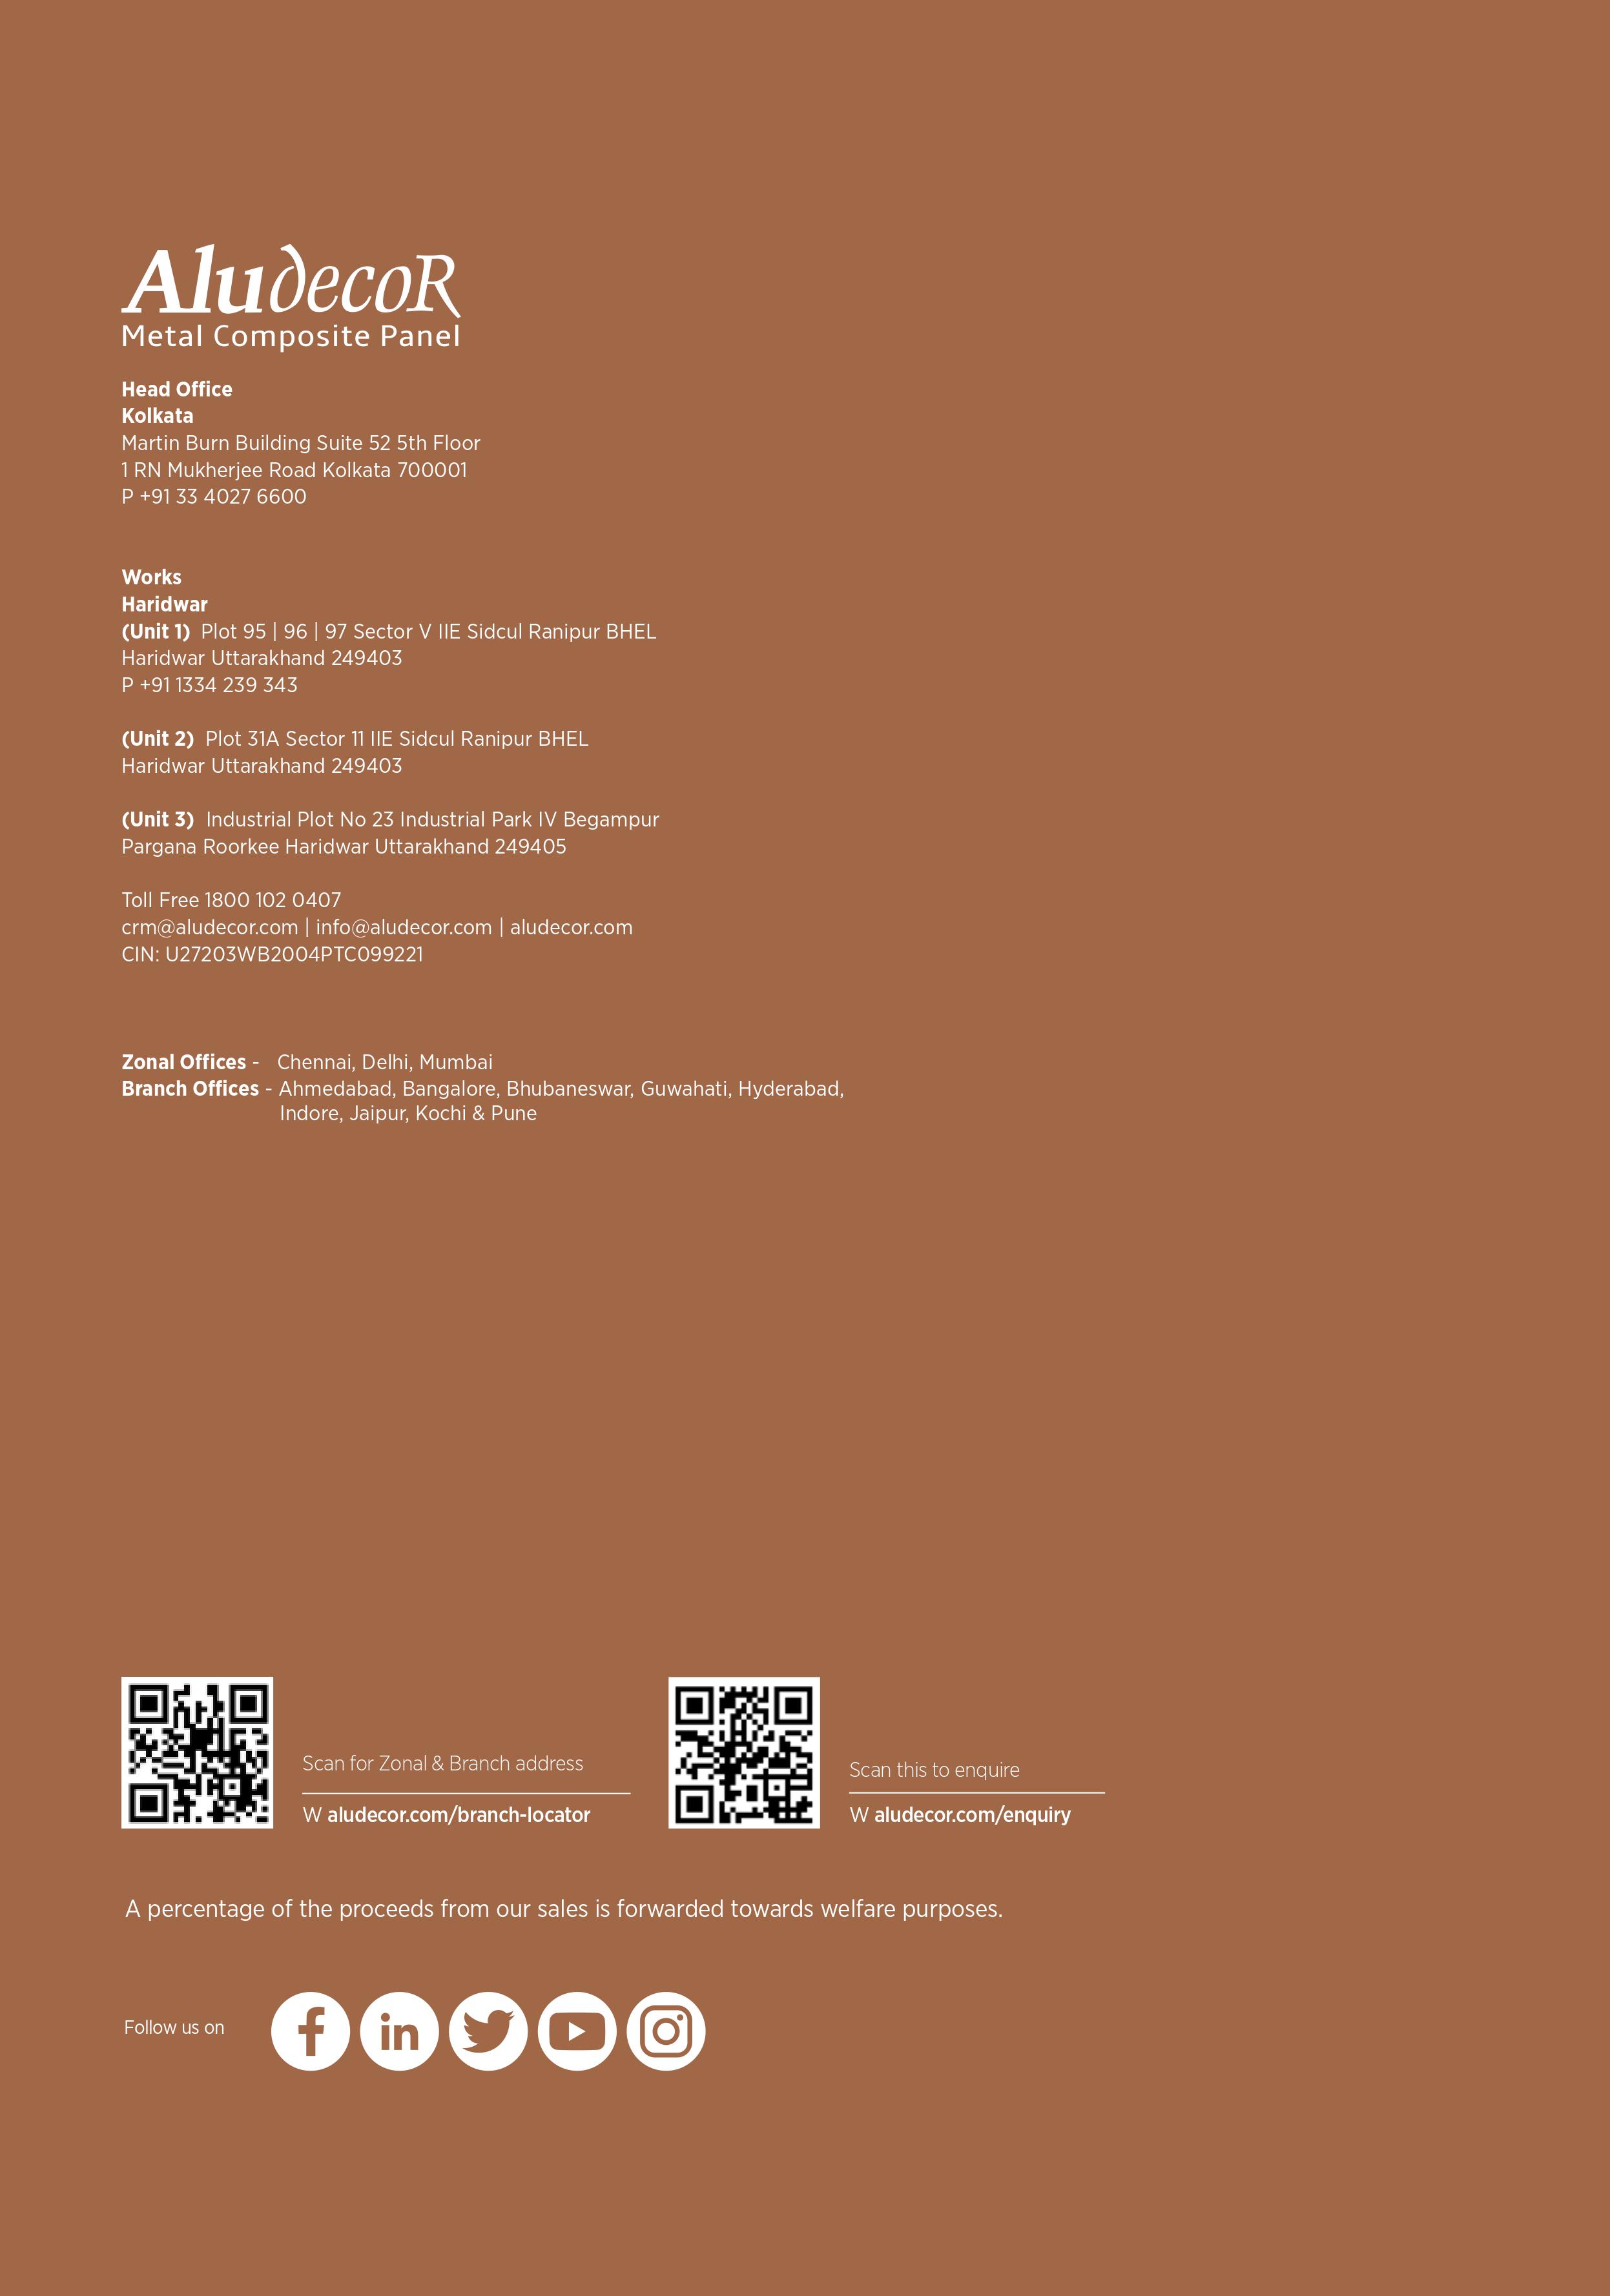 AludecoR
Metal Composite Panel
Head Office
Kolkata
Martin Burn Building Suite 52 5th Floor
1 RN Mukherjee Road Kolkata 700001
P +91 33 4027 6600
Works
Haridwar
(Unit 1) Plot 95 | 96 | 97 Sector V IIE Sidcul Ranipur BHEL
Haridwar Uttarakhand 249403
P +91 1334 239 343
(Unit 2) Plot 31A Sector 11 IIE Sidcul Ranipur BHEL
Haridwar Uttarakhand 249403
(Unit 3) Industrial Plot No 23 Industrial Park IV Begampur
Pargana Roorkee Haridwar Uttarakhand 249405
Toll Free 1800 102 0407
crm@aludecor.com | info@aludecor.com | aludecor.com
CIN: U27203WB2004PTC099221
Zonal Offices - Chennai, Delhi, Mumbai
Branch Offices - Ahmedabad, Bangalore, Bhubaneswar, Guwahati, Hyderabad,
Indore, Jaipur, Kochi & Pune
Scan for Zonal & Branch address
W aludecor.com/branch-locator
Scan this to enquire
W aludecor.com/enquiry
A percentage of the proceeds from our sales is forwarded towards welfare purposes.
Follow us on